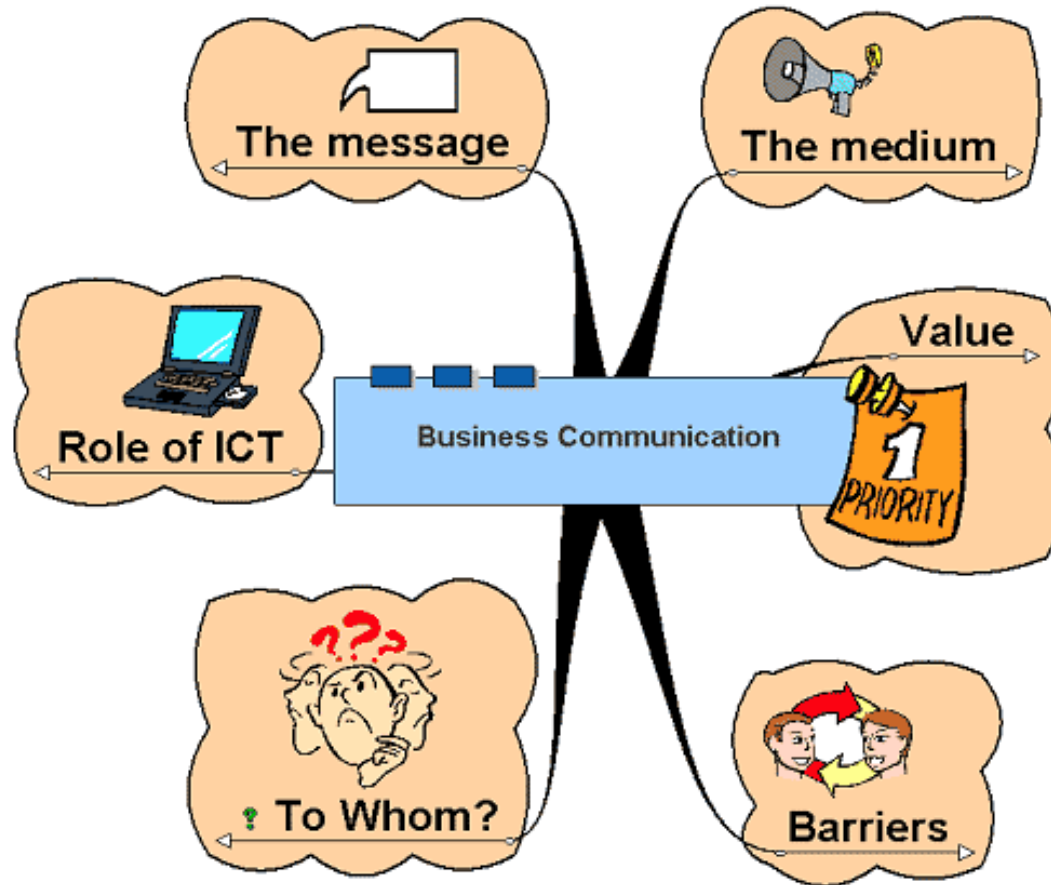 The message
The medium
Value
Role of ICT
Business Communication
1
PRIORITY
???
? To Whom?
Barriers